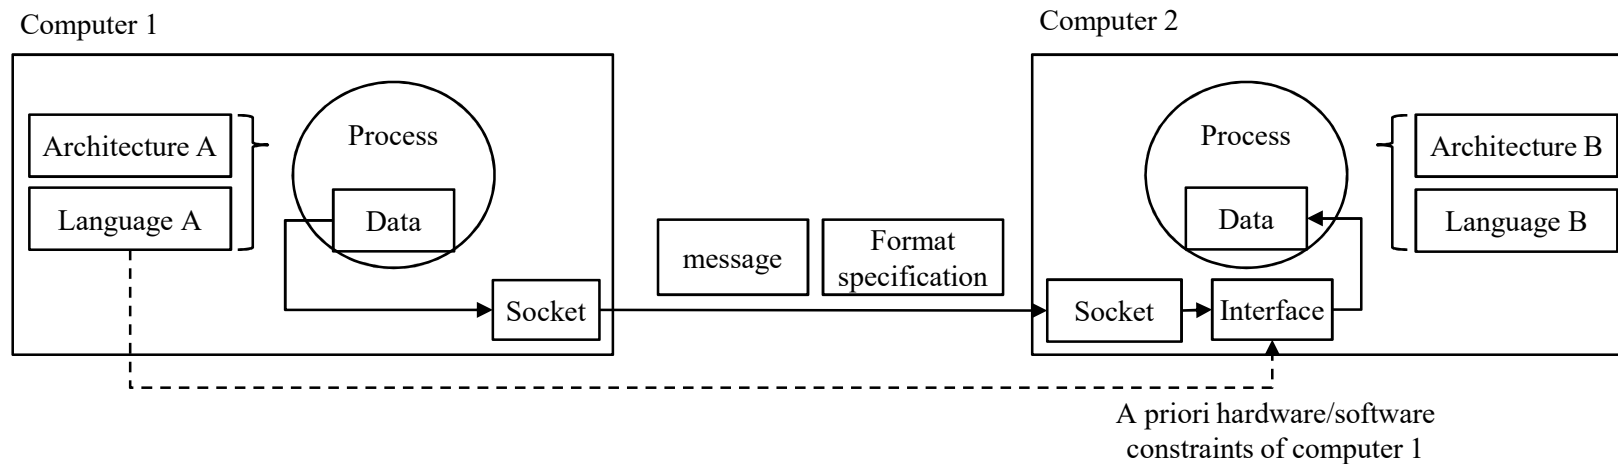 Computer 1
Computer 2
Architecture A
Language A
Process
Data
Socket
message
Format
specification
Process
Data
Socket
Interface
Architecture B
Language B
A priori hardware/software
constraints of computer 1